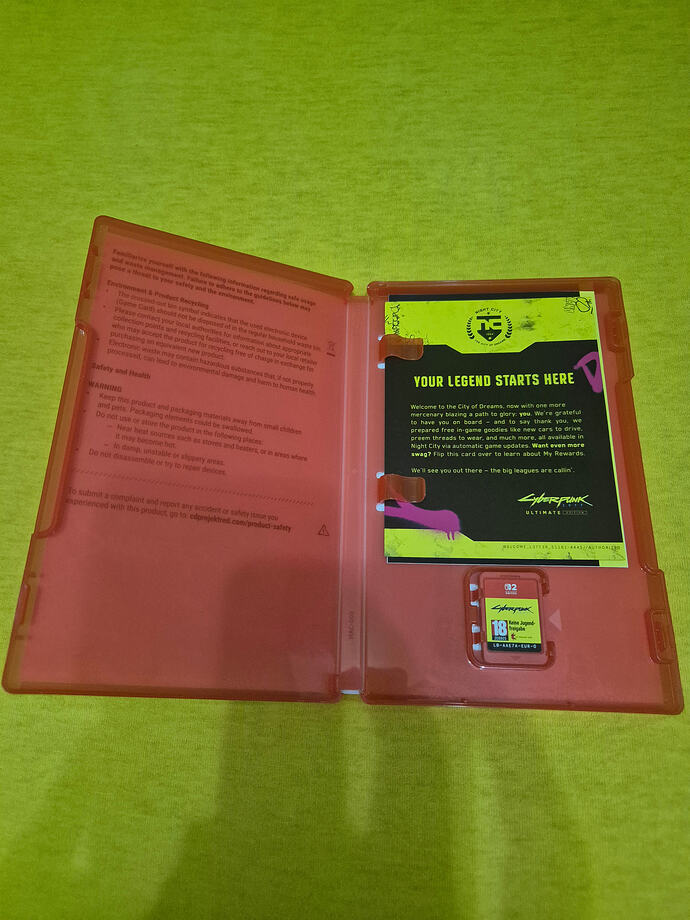 Familiarize yourself with the following information regarding safe usage
and waste management. Failure to adhere to the guidelines below may
pose a threat to your safety and the environment.
Environment & Product Recycling
- The crossed-out bin symbol indicates that the used electronic device
(Game Card) should not be disposed of in the regular household waste bin.
- Please contact your local authorities for information about appropriate
collection points and recycling facilities, or reach out to your local retailer
who may accept the product for recycling free of charge in exchange for
purchasing an equivalent new product.
- Electronic waste may contain hazardous substances that, if not properly
processed, can lead to environmental damage and harm to human health.
Safety and Health
WARNING
- Keep this product and packaging materials away from small children
and pets. Packaging elements could be swallowed.
- Do not use or store the product in the following places:
– Near heat sources such as stoves and heaters, or in areas where
it may become hot;
– In damp, unstable or slippery areas.
- Do not disassemble or try to repair devices.
To submit a complaint and report any accident or safety issue you
experienced with this product, go to: cdprojektred.com/product-safety
NIGHT CITY
NC
THE CITY OF DREAMS
YOUR LEGEND STARTS HERE
Welcome to the City of Dreams, now with one more
mercenary blazing a path to glory: you. We're grateful
to have you on board – and to say thank you, we
prepared free in-game goodies like new cars to drive,
preem threads to wear, and much more, all available in
Night City via automatic game updates. Want even more
swag? Flip this card over to learn about My Rewards.
We'll see you out there – the big leagues are callin'.
Cyberpunk
2077
ULTIMATE EDITION
2
Cyberpunk
18
Keine Jugend-
freigabe
LB-AAE7A-EUR-0